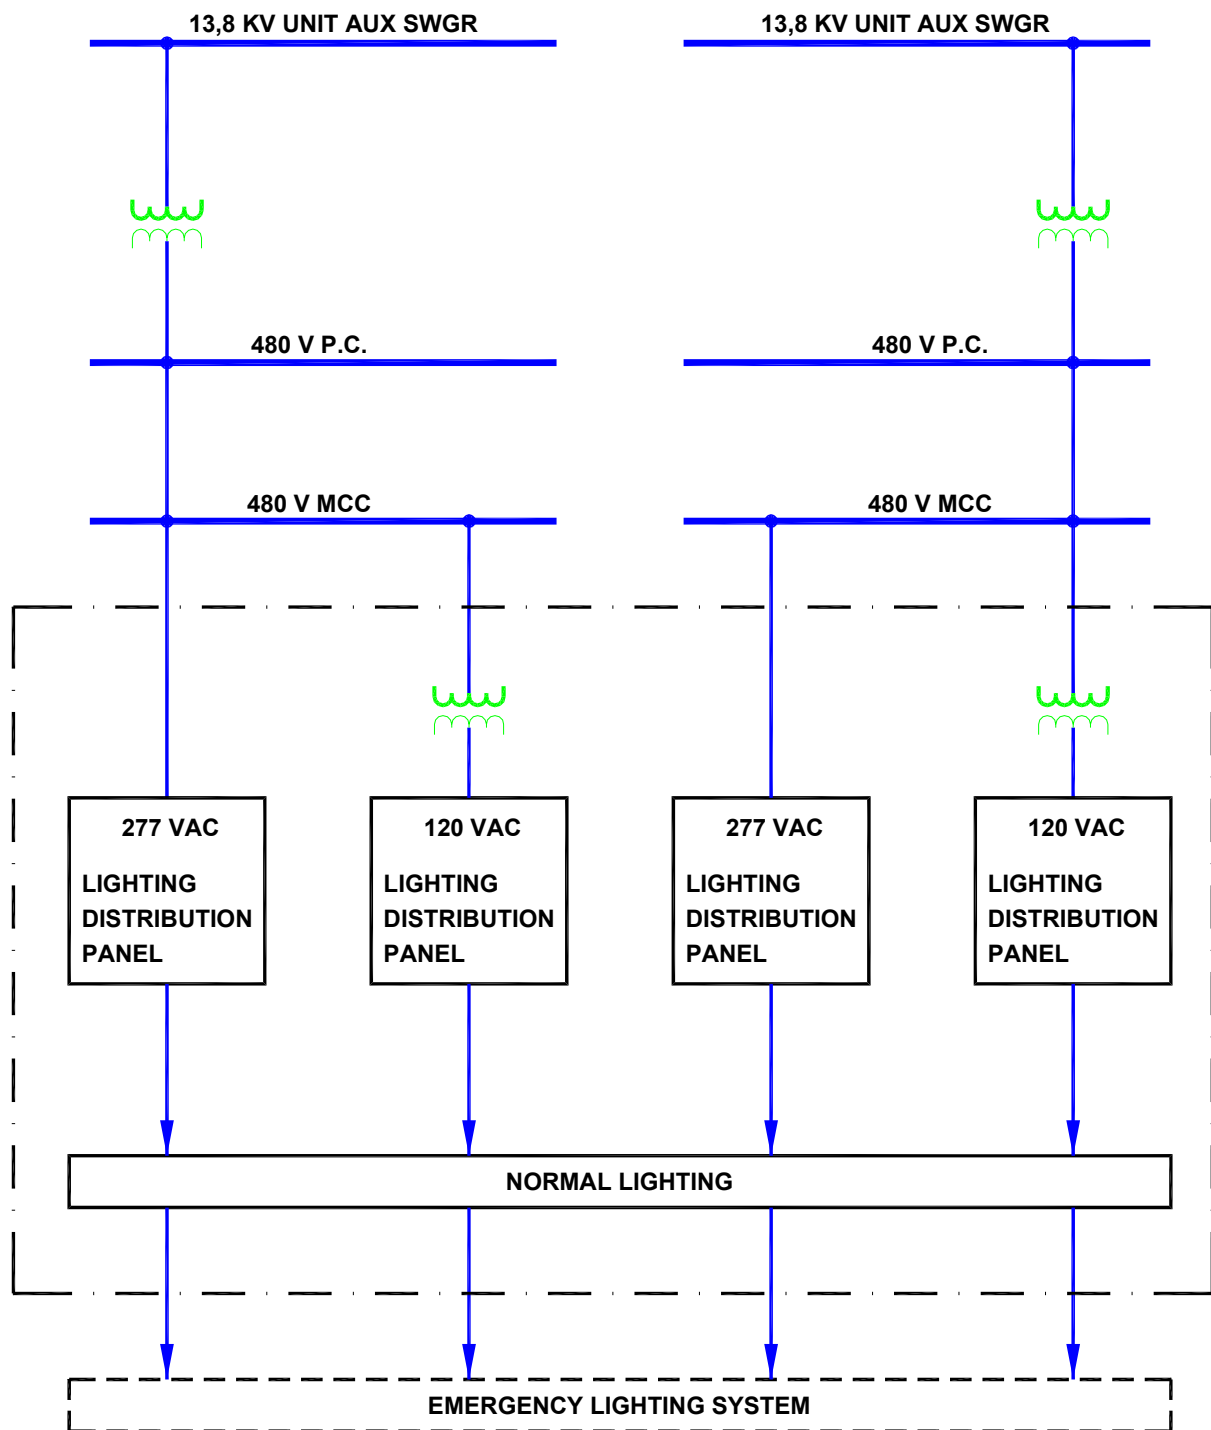 13,8 KV UNIT AUX SWGR
13,8 KV UNIT AUX SWGR
480 V P.C.
480 V P.C.
480 V MCC
480 V MCC
277 VAC
LIGHTING
DISTRIBUTION
PANEL
120 VAC
LIGHTING
DISTRIBUTION
PANEL
277 VAC
LIGHTING
DISTRIBUTION
PANEL
120 VAC
LIGHTING
DISTRIBUTION
PANEL
NORMAL LIGHTING
EMERGENCY LIGHTING SYSTEM